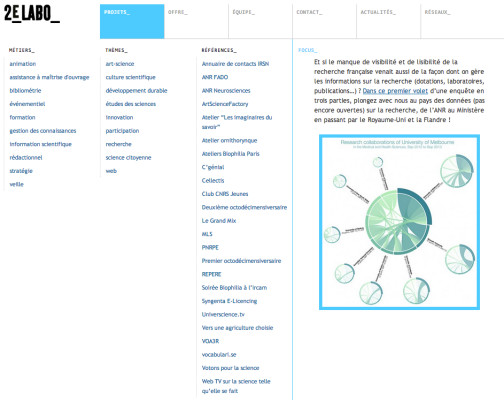 2E_LABO_
PROJETS_
OFFRE_
ÉQUIPE_
CONTACT_
ACTUALITÉS_
RÉSEAUX_
MÉTIERS_
animation
assistance à maîtrise d'ouvrage
bibliométrie
événementiel
formation
gestion des connaissances
information scientifique
rédactionnel
stratégie
veille
THÈMES_
art-science
culture scientifique
développement durable
études des sciences
innovation
participation
recherche
science citoyenne
web
RÉFÉRENCES_
Annuaire de contacts IRSN
ANR FADO
ANR Neurosciences
ArtScienceFactory
Atelier "Les imaginaires du
savoir"
Atelier ornithorynque
Ateliers Biophilia Paris
C'génial
Cellectis
Club CNRS Jeunes
Deuxième octodécimensiversaire
Le Grand Mix
MLS
PNRPE
Premier octodécimensiversaire
REPERE
Soirée Biophilia à l'Ircam
Syngenta E-Licencing
Universcience.tv
Vers une agriculture choisie
VOA3R
vocabulari.se
Votons pour la science
Web TV sur la science telle
qu'elle se fait
FOCUS_
Et si le manque de visibilité et de lisibilité de la
recherche française venait aussi de la façon dont on gère
les informations sur la recherche (dotations, laboratoires,
publications…) ? Dans ce premier volet d'une enquête en
trois parties, plongez avec nous au pays des données (pas
encore ouvertes) sur la recherche, de l'ANR au Ministère
en passant par le Royaume-Uni et la Flandre !
Research collaborations of University of Melbourne